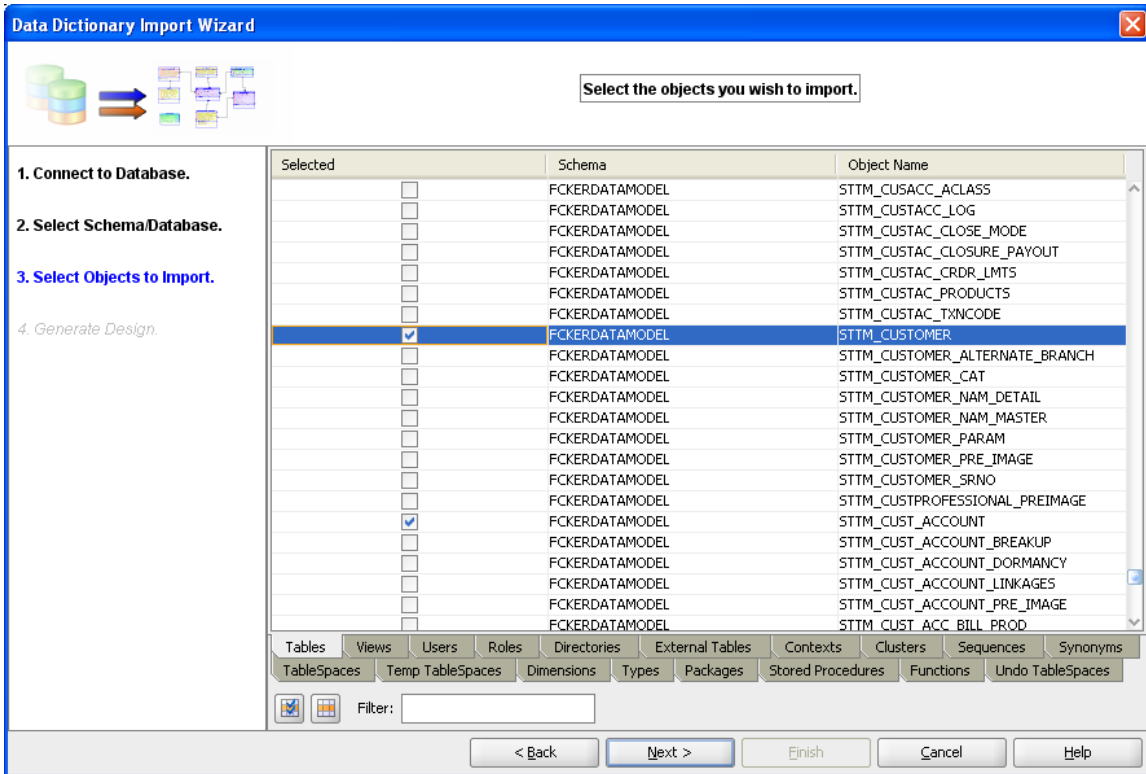 Data Dictionary Import Wizard
Select the objects you wish to import.
1. Connect to Database.
2. Select Schema/Database.
3. Select Objects to Import.
4. Generate Design.
Selected Schema Object Name
FCKERDATAMODEL STTM_CUSACC_ACLASS
FCKERDATAMODEL STTM_CUSTACC_LOG
FCKERDATAMODEL STTM_CUSTAC_CLOSE_MODE
FCKERDATAMODEL STTM_CUSTAC_CLOSURE_PAYOUT
FCKERDATAMODEL STTM_CUSTAC_CRDR_LMTS
FCKERDATAMODEL STTM_CUSTAC_PRODUCTS
FCKERDATAMODEL STTM_CUSTAC_TXNCODE
FCKERDATAMODEL STTM_CUSTOMER
FCKERDATAMODEL STTM_CUSTOMER_ALTERNATE_BRANCH
FCKERDATAMODEL STTM_CUSTOMER_CAT
FCKERDATAMODEL STTM_CUSTOMER_NAM_DETAIL
FCKERDATAMODEL STTM_CUSTOMER_NAM_MASTER
FCKERDATAMODEL STTM_CUSTOMER_PARAM
FCKERDATAMODEL STTM_CUSTOMER_PRE_IMAGE
FCKERDATAMODEL STTM_CUSTOMER_SRNO
FCKERDATAMODEL STTM_CUSTPROFESSIONAL_PREIMAGE
FCKERDATAMODEL STTM_CUST_ACCOUNT
FCKERDATAMODEL STTM_CUST_ACCOUNT_BREAKUP
FCKERDATAMODEL STTM_CUST_ACCOUNT_DORMANCY
FCKERDATAMODEL STTM_CUST_ACCOUNT_LINKAGES
FCKERDATAMODEL STTM_CUST_ACCOUNT_PRE_IMAGE
FCKERDATAMODEL STTM_CUST_ACC_BILL_PROD
Tables Views Users Roles Directories External Tables Contexts Clusters Sequences Synonyms
TableSpaces Temp TableSpaces Dimensions Types Packages Stored Procedures Functions Undo TableSpaces
Filter:
< Back Next > Finish Cancel Help